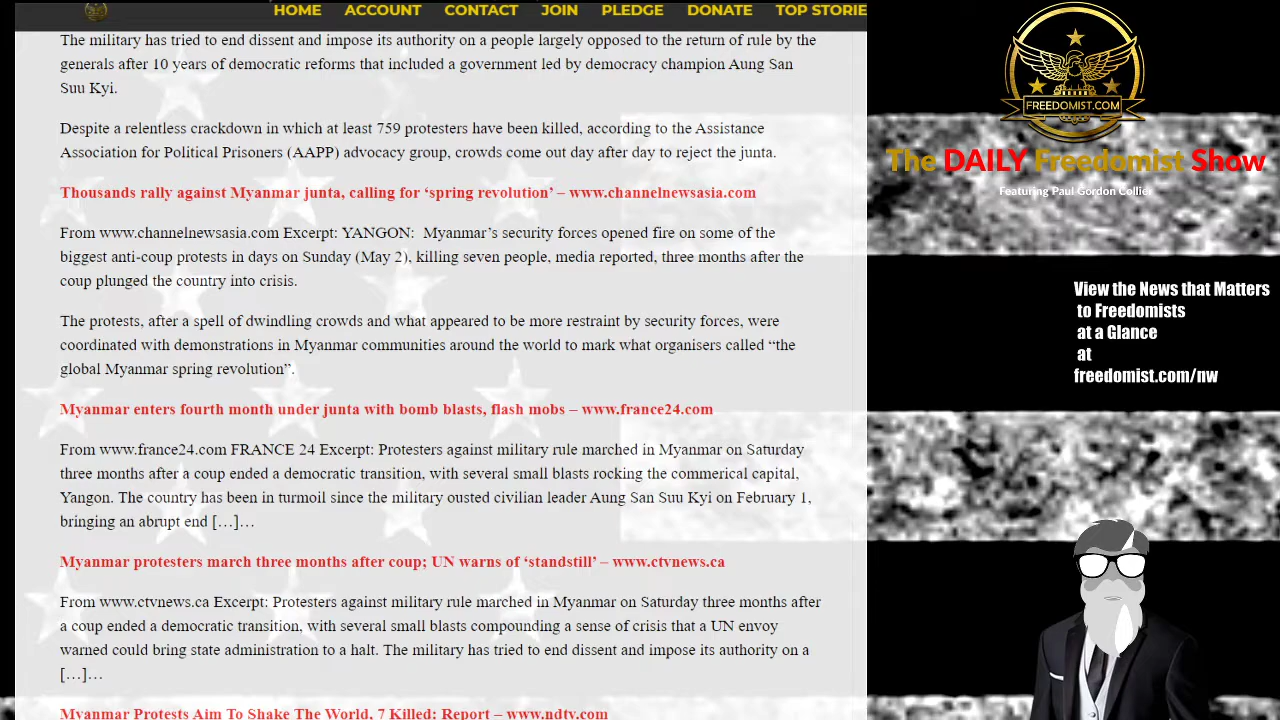 HOME ACCOUNT CONTACT JOIN PLEDGE DONATE TOP STORIE
The military has tried to end dissent and impose its authority on a people largely opposed to the return of rule by the
generals after 10 years of democratic reforms that included a government led by democracy champion Aung San
Suu Kyi.
Despite a relentless crackdown in which at least 759 protesters have been killed, according to the Assistance
Association for Political Prisoners (AAPP) advocacy group, crowds come out day after day to reject the junta.
Thousands rally against Myanmar junta, calling for ‘spring revolution’ – www.channelnewsasia.com
From www.channelnewsasia.com Excerpt: YANGON: Myanmar’s security forces opened fire on some of the
biggest anti-coup protests in days on Sunday (May 2), killing seven people, media reported, three months after the
coup plunged the country into crisis.
The protests, after a spell of dwindling crowds and what appeared to be more restraint by security forces, were
coordinated with demonstrations in Myanmar communities around the world to mark what organisers called “the
global Myanmar spring revolution”.
Myanmar enters fourth month under junta with bomb blasts, flash mobs – www.france24.com
From www.france24.com FRANCE 24 Excerpt: Protesters against military rule marched in Myanmar on Saturday
three months after a coup ended a democratic transition, with several small blasts rocking the commerical capital,
Yangon. The country has been in turmoil since the military ousted civilian leader Aung San Suu Kyi on February 1,
bringing an abrupt end […]…
Myanmar protesters march three months after coup; UN warns of ‘standstill’ – www.ctvnews.ca
From www.ctvnews.ca Excerpt: Protesters against military rule marched in Myanmar on Saturday three months after
a coup ended a democratic transition, with several small blasts compounding a sense of crisis that a UN envoy
warned could bring state administration to a halt. The military has tried to end dissent and impose its authority on a
[…]…
Myanmar Protests Aim To Shake The World, 7 Killed: Report – www.ndtv.com
FREEDOMIST.COM
The DAILY Freedomist Show
Featuring Paul Gordon Collier
View the News that Matters
to Freedomists
at a Glance
at
freedomist.com/nw